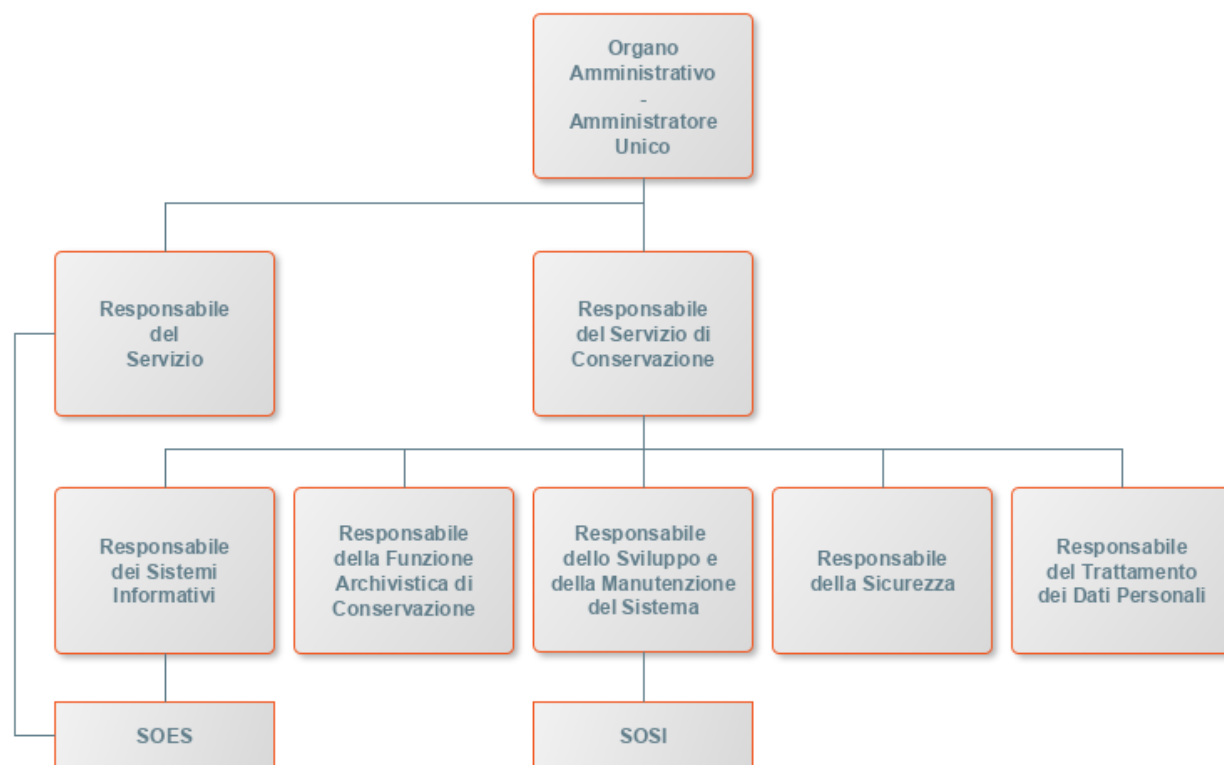 Organo
Amministrativo
-
Amministratore
Unico
Responsabile
del
Servizio
Responsabile
del Servizio di
Conservazione
Responsabile
dei Sistemi
Informativi
Responsabile
della Funzione
Archivistica di
Conservazione
Responsabile
dello Sviluppo e
della Manutenzione
del Sistema
Responsabile
della Sicurezza
Responsabile
del Trattamento
dei Dati Personali
SOES
SOSI